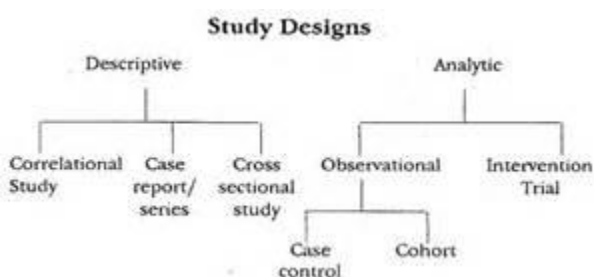 Study Designs
Descriptive
Analytic
Correlational
Study
Case
report/
series
Cross
sectional
study
Observational
Intervention
Trial
Case
control
Cohort